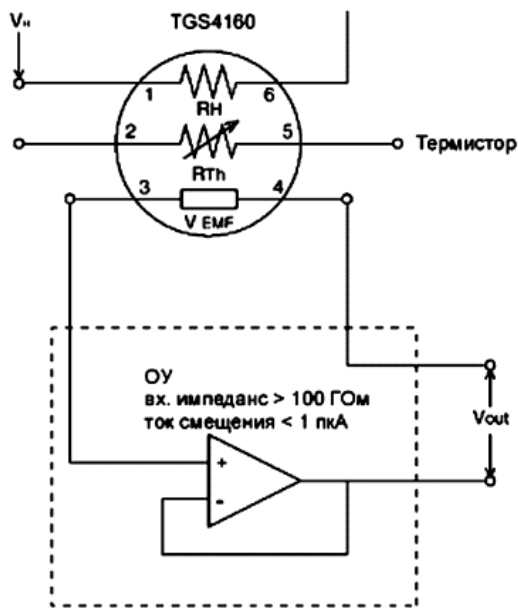 Vн
TGS4160
1
6
RH
2
5
Термистор
RTh
3
4
V EMF
ОУ
вх. импеданс > 100 ГОм
ток смещения < 1 пкА
Vout
+
-